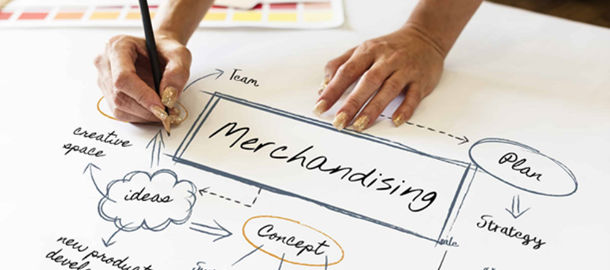 Team
Merchandising
creative
space
Plan
ideas
Strategy
Concept
new product